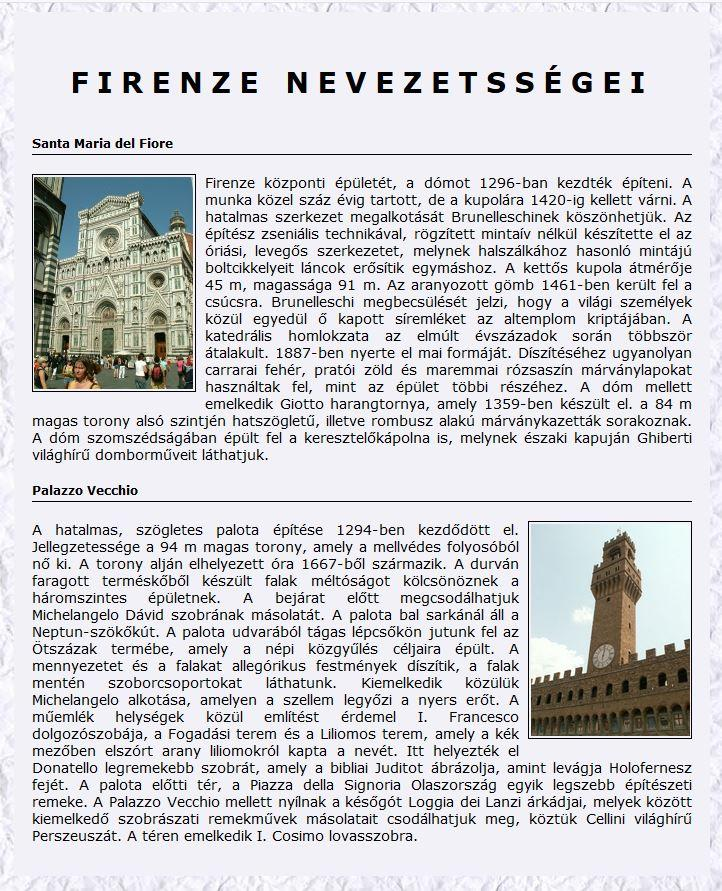 FIRENZE NEVEZETSSÉGEI
Santa Maria del Fiore
Firenze központi épületét, a dómot 1296-ban kezdték építeni. A
munka közel száz évig tartott, de a kupolára 1420-ig kellett várni. A
hatalmas szerkezet megalkotását Brunelleschinek köszönhetjük. Az
építész zseniális technikával, rögzített mintaív nélkül készítette el az
óriási, levegős szerkezetet, melynek halszálkához hasonló mintájú
boltcikkelyeit láncok erősítik egymáshoz. A kettős kupola átmérője
45 m, magassága 91 m. Az aranyozott gömb 1461-ben került fel a
csúcsra. Brunelleschi megbecsülését jelzi, hogy a világi személyek
közül egyedül ő kapott síremléket az altemplom kriptájában. A
katedrális homlokzata az elmúlt évszázadok során többször
átalakult. 1887-ben nyerte el mai formáját. Díszítéséhez ugyanolyan
carrarai fehér, pratói zöld és maremmai rózsaszín márványlapokat
használtak fel, mint az épület többi részéhez. A dóm mellett
emelkedik Giotto harangtornya, amely 1359-ben készült el. a 84 m
magas torony alsó szintjén hatszögletű, illetve rombusz alakú márványkazetták sorakoznak.
A dóm szomszédságában épült fel a keresztelőkápolna is, melynek északi kapuján Ghiberti
világhírű domborműveit láthatjuk.
Palazzo Vecchio
A hatalmas, szögletes palota építése 1294-ben kezdődött el.
Jellegzetessége a 94 m magas torony, amely a mellvédes folyosóból
nő ki. A torony alján elhelyezett óra 1667-ből származik. A durván
faragott terméskőből készült falak méltóságot kölcsönöznek a
háromszintes épületnek. A bejárat előtt megcsodálhatjuk
Michelangelo Dávid szobrának másolatát. A palota bal sarkánál áll a
Neptun-szökőkút. A palota udvarából tágas lépcsőkön jutunk fel az
Ötszázak termébe, amely a népi közgyűlés céljaira épült. A
mennyezetet és a falakat allegórikus festmények díszítik, a falak
mentén szoborcsoportokat láthatunk. Kiemelkedik közülük
Michelangelo alkotása, amelyen a szellem legyőzi a nyers erőt. A
műemlék helységek közül említést érdemel I. Francesco
dolgozószobája, a Fogadási terem és a Liliomos terem, amely a kék
mezőben elszórt arany liliomokról kapta a nevét. Itt helyezték el
Donatello legremekebb szobrát, amely a bibliai Juditot ábrázolja, amint levágja Holofernesz
fejét. A palota előtti tér, a Piazza della Signoria Olaszország egyik legszebb építészeti
remeke. A Palazzo Vecchio mellett nyílnak a későgót Loggia dei Lanzi árkádjai, melyek között
kiemelkedő szobrászati remekművek másolatait csodálhatjuk meg, köztük Cellini világhírű
Perszeuszát. A téren emelkedik I. Cosimo lovasszobra.